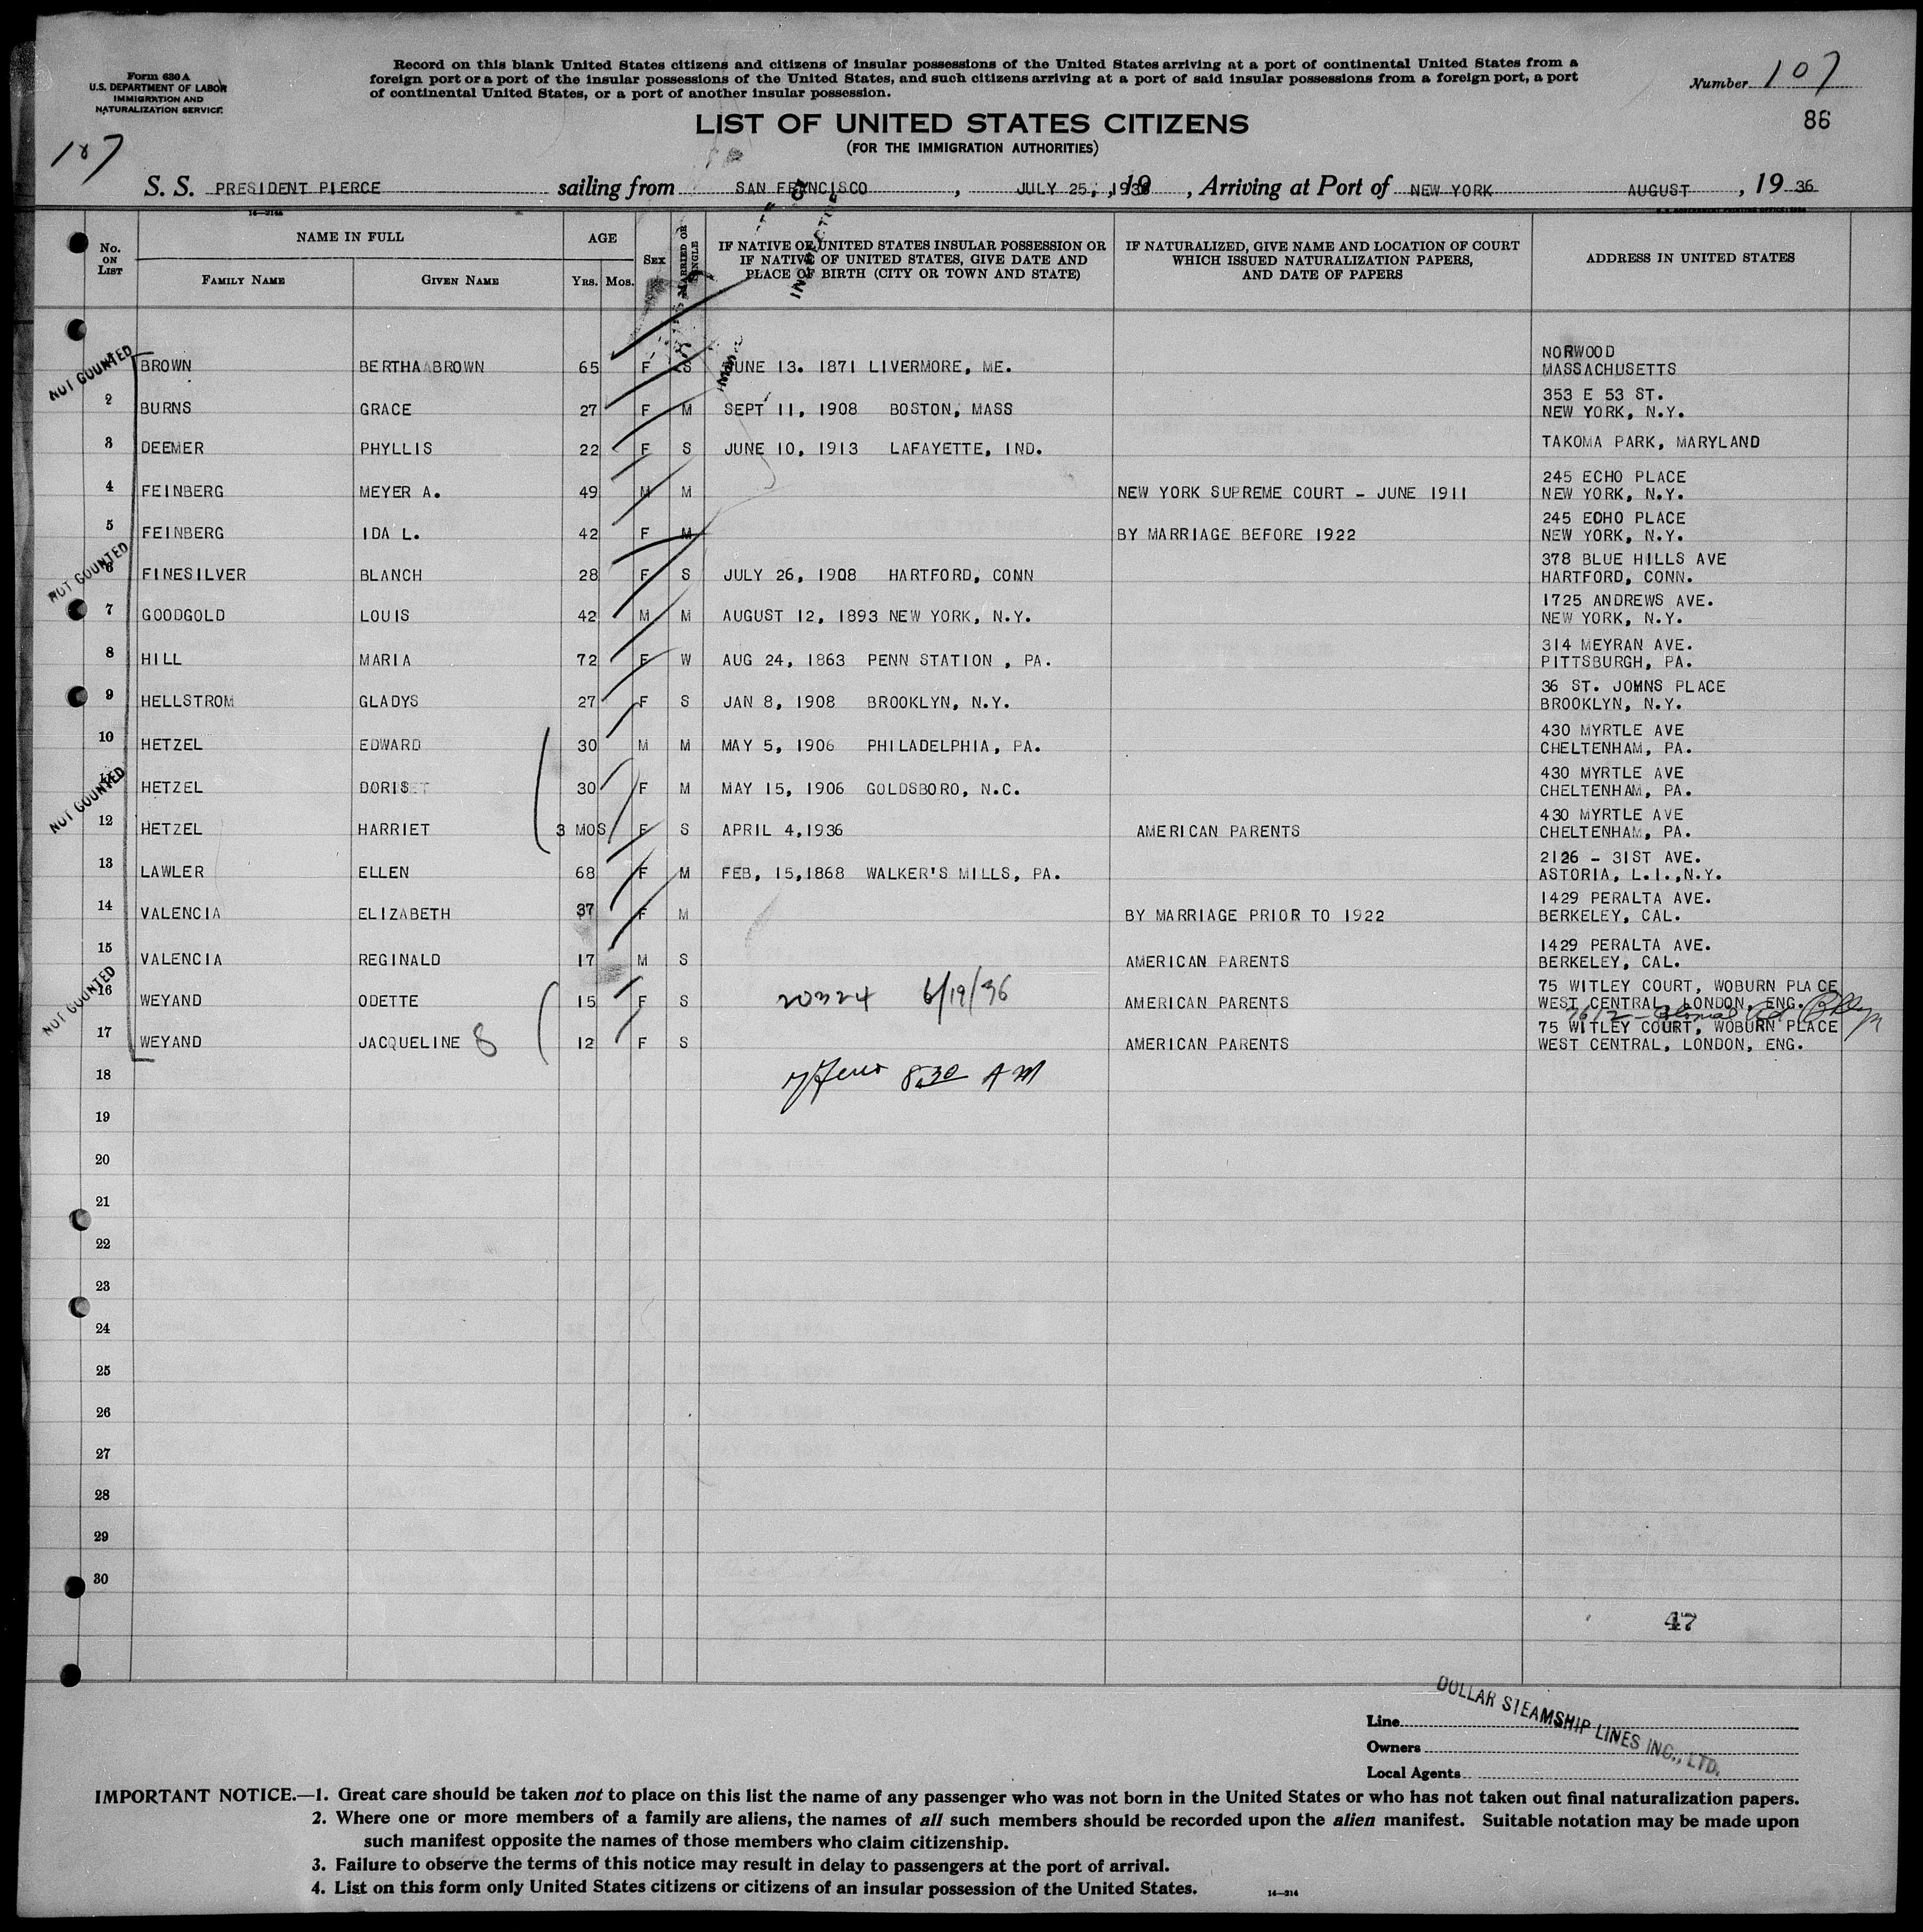 Form 630 A
U.S. DEPARTMENT OF LABOR
IMMIGRATION AND
NATURALIZATION SERVICE
Record on this blank United States citizens and citizens of insular possessions of the United States arriving at a port of continental United States from a
foreign port or a port of the insular possessions of the United States, and such citizens arriving at a port of said insular possessions from a foreign port, a port
of continental United States, or a port of another insular possession.
Number 107
86
107
LIST OF UNITED STATES CITIZENS
(FOR THE IMMIGRATION AUTHORITIES)
S. S. PRESIDENT PIERCE sailing from SAN FRANCISCO, JULY 25, 1936, 19, Arriving at Port of NEW YORK AUGUST, 19 36
No. ON LIST NAME IN FULL AGE SEX MARRIED OR SINGLE IF NATIVE OF UNITED STATES INSULAR POSSESSION OR IF NATIVE OF UNITED STATES, GIVE DATE AND PLACE OF BIRTH (CITY OR TOWN AND STATE) IF NATURALIZED, GIVE NAME AND LOCATION OF COURT WHICH ISSUED NATURALIZATION PAPERS, AND DATE OF PAPERS ADDRESS IN UNITED STATES
FAMILY NAME GIVEN NAME YRS. MOS.
NOT COUNTED
BROWN BERTHA BROWN 65 F S JUNE 13. 1871 LIVERMORE, ME. NORWOOD MASSACHUSETTS
2 BURNS GRACE 27 F M SEPT 11, 1908 BOSTON, MASS 353 E 53 ST. NEW YORK, N.Y.
3 DEEMER PHYLLIS 22 F S JUNE 10, 1913 LAFAYETTE, IND. TAKOMA PARK, MARYLAND
4 FEINBERG MEYER A. 49 M M NEW YORK SUPREME COURT - JUNE 1911 245 ECHO PLACE NEW YORK, N.Y.
5 FEINBERG IDA L. 42 F M BY MARRIAGE BEFORE 1922 245 EOHO PLACE NEW YORK, N.Y.
NOT COUNTED
6 FINESILVER BLANCH 28 F S JULY 26, 1908 HARTFORD, CONN 378 BLUE HILLS AVE HARTFORD, CONN.
7 GOODGOLD LOUIS 42 M M AUGUST 12, 1893 NEW YORK, N.Y. 1725 ANDREWS AVE. NEW YORK, N.Y.
8 HILL MARIA 72 F W AUG 24, 1863 PENN STATION , PA. 314 MEYRAN AVE. PITTSBURGH, PA.
9 HELLSTROM GLADYS 27 F S JAN 8, 1908 BROOKLYN, N.Y. 36 ST. JOHNS PLACE BROOKLYN, N.Y.
10 HETZEL EDWARD 30 M M MAY 5, 1906 PHILADELPHIA, PA. 430 MYRTLE AVE CHELTENHAM, PA.
NOT COUNTED
11 HETZEL DORIS 30 F M MAY 15, 1906 GOLDSBORO, N.C. 430 MYRTLE AVE CHELTENHAM, PA.
12 HETZEL HARRIET 3 MOS F S APRIL 4,1936 AMERICAN PARENTS 430 MYRTLE AVE CHELTENHAM, PA.
13 LAWLER ELLEN 68 F M FEB, 15,1868 WALKER'S MILLS, PA. 2126 - 31ST AVE. ASTORIA, L.I.,N.Y.
14 VALENCIA ELIZABETH 37 F M BY MARRIAGE PRIOR TO 1922 1429 PERALTA AVE. BERKELEY, CAL.
15 VALENCIA REGINALD 17 M S AMERICAN PARENTS 1429 PERALTA AVE. BERKELEY, CAL.
NOT COUNTED
16 WEYAND ODETTE 15 F S 20324 6/19/36 AMERICAN PARENTS 75 WITLEY COURT, WOBURN PLACE WEST CENTRAL, LONDON, ENG.
7612 - Colonial Rd
17 WEYAND JACQUELINE 8 12 F S AMERICAN PARENTS 75 WITLEY COURT, WOBURN PLACE WEST CENTRAL, LONDON, ENG.
18 8:30 AM
19
20
21
22
23
24
25
26
27
28
29
30
47
Line
DOLLAR STEAMSHIP LINES INC., LTD.
Owners
Local Agents
IMPORTANT NOTICE.—1. Great care should be taken not to place on this list the name of any passenger who was not born in the United States or who has not taken out final naturalization papers.
2. Where one or more members of a family are aliens, the names of all such members should be recorded upon the alien manifest. Suitable notation may be made upon
such manifest opposite the names of those members who claim citizenship.
3. Failure to observe the terms of this notice may result in delay to passengers at the port of arrival.
4. List on this form only United States citizens or citizens of an insular possession of the United States.
14—214